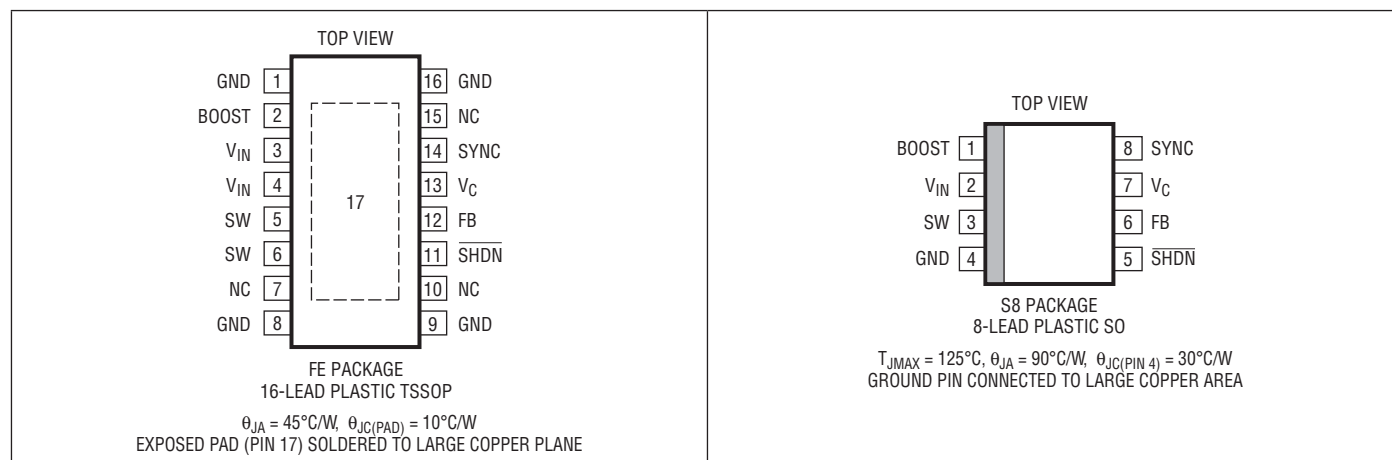 TOP VIEW
GND 1 16 GND
BOOST 2 15 NC
VIN 3 14 SYNC
VIN 4 13 VC
17
SW 5 12 FB
SW 6 11 SHDN
NC 7 10 NC
GND 8 9 GND
FE PACKAGE
16-LEAD PLASTIC TSSOP
θJA = 45°C/W, θJC(PAD) = 10°C/W
EXPOSED PAD (PIN 17) SOLDERED TO LARGE COPPER PLANE
TOP VIEW
BOOST 1 8 SYNC
VIN 2 7 VC
SW 3 6 FB
GND 4 5 SHDN
S8 PACKAGE
8-LEAD PLASTIC SO
TJMAX = 125°C, θJA = 90°C/W, θJC(PIN 4) = 30°C/W
GROUND PIN CONNECTED TO LARGE COPPER AREA